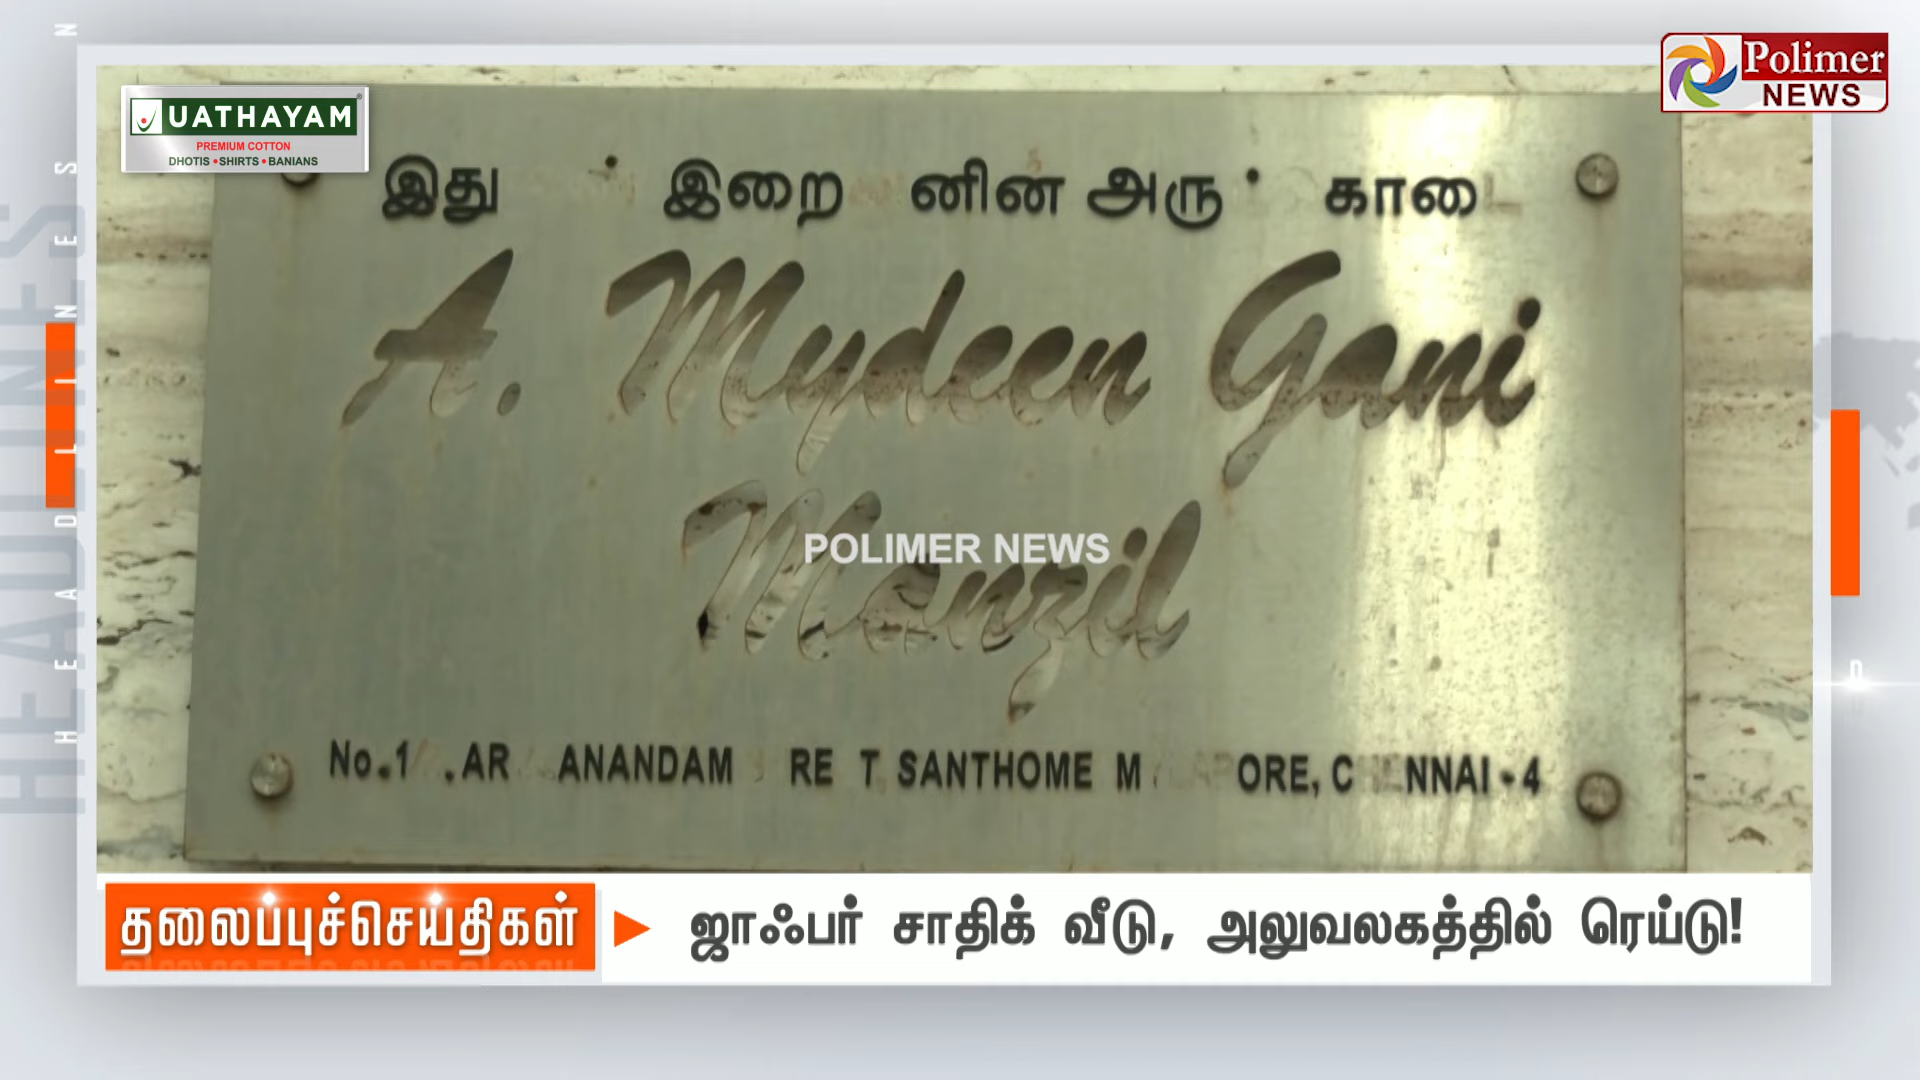 UATHAYAM
PREMIUM COTTON
DHOTIS • SHIRTS • BANIANS
Polimer
NEWS
இது இறை னின் அரு காலை
A. Mydeen Gani
Manzil
POLIMER NEWS
No.1 .AR ANANDAM RE T, SANTHOME M ORE, C NNAI - 4
HEADLINES
தலைப்புச்செய்திகள்
ஜாஃபர் சாதிக் வீடு, அலுவலகத்தில் ரெய்டு!